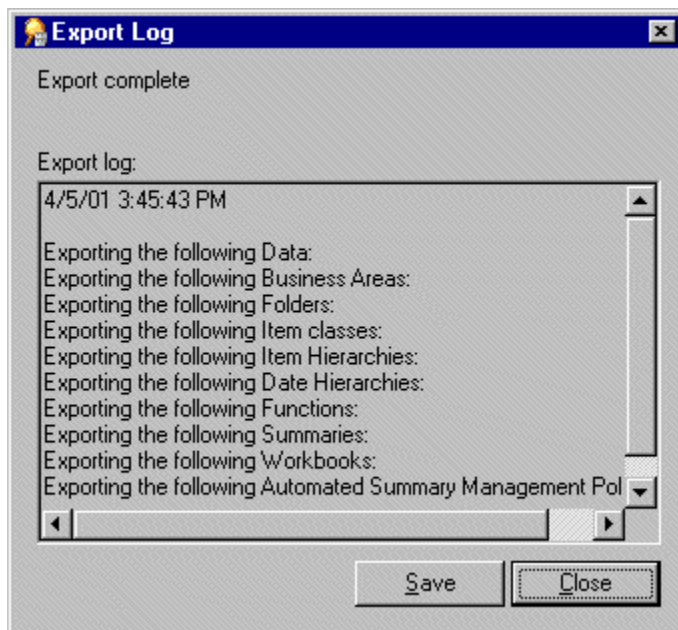 Export Log
Export complete
Export log:
4/5/01 3:45:43 PM
Exporting the following Data:
Exporting the following Business Areas:
Exporting the following Folders:
Exporting the following Item classes:
Exporting the following Item Hierarchies:
Exporting the following Date Hierarchies:
Exporting the following Functions:
Exporting the following Summaries:
Exporting the following Workbooks:
Exporting the following Automated Summary Management Pol
Save Close